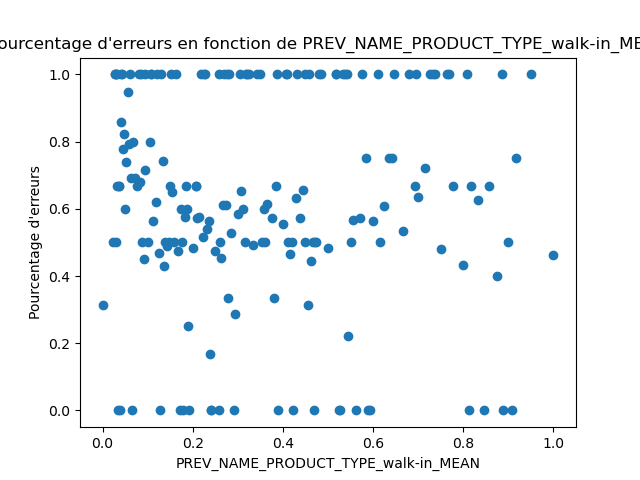 ourcentage d'erreurs en fonction de PREV_NAME_PRODUCT_TYPE_walk-in_ME
1.0
0.8
0.6
0.4
0.2
0.0
Pourcentage d'erreurs
0.0 0.2 0.4 0.6 0.8 1.0
PREV_NAME_PRODUCT_TYPE_walk-in_MEAN